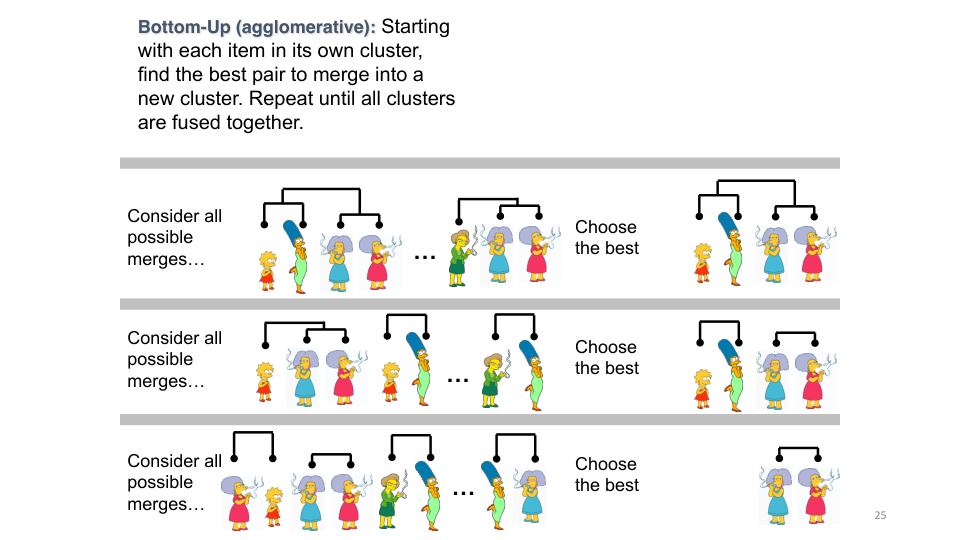 Bottom-Up (agglomerative): Starting
with each item in its own cluster,
find the best pair to merge into a
new cluster. Repeat until all clusters
are fused together.
Consider all
possible
merges…
…
Choose
the best
Consider all
possible
merges…
…
Choose
the best
Consider all
possible
merges…
…
Choose
the best
25